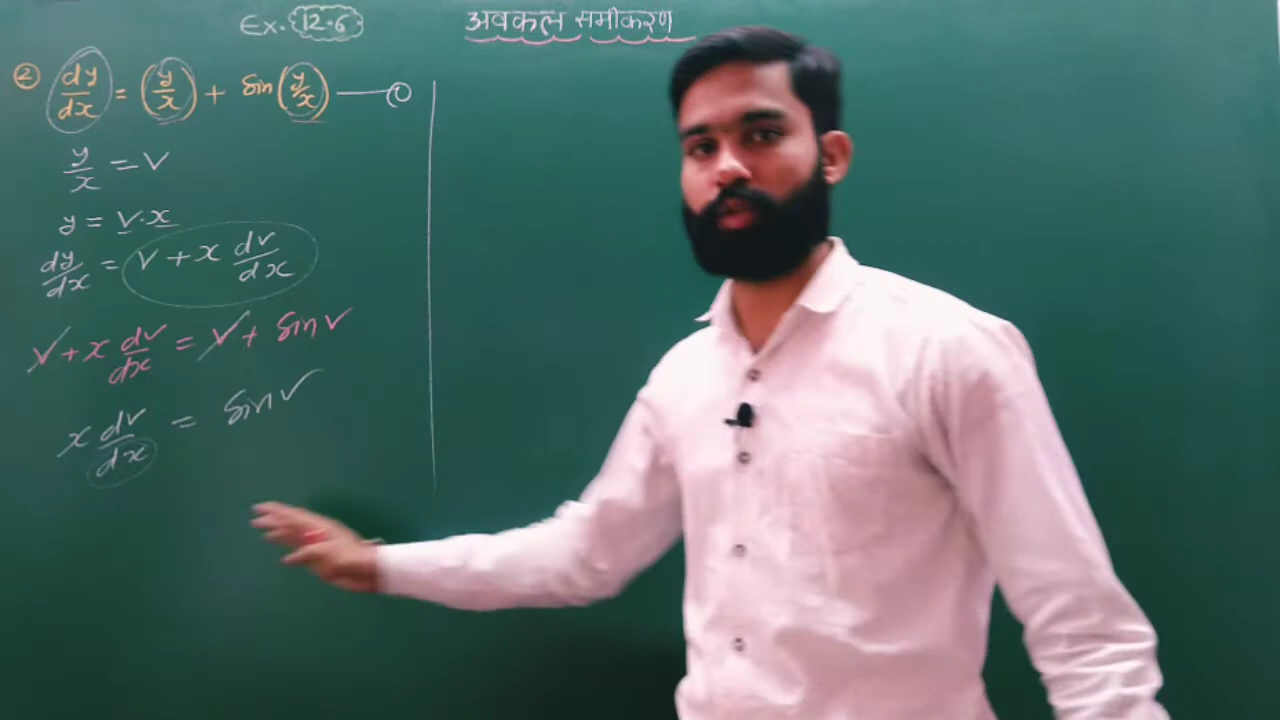 Ex. 12.6
अवकल समीकरण
② dy/dx = (y/x) + sin(y/x) — ①
y/x = v
y = v·x
dy/dx = v + x dv/dx
v + x dv/dx = v + sin v
x dv/dx = sin v